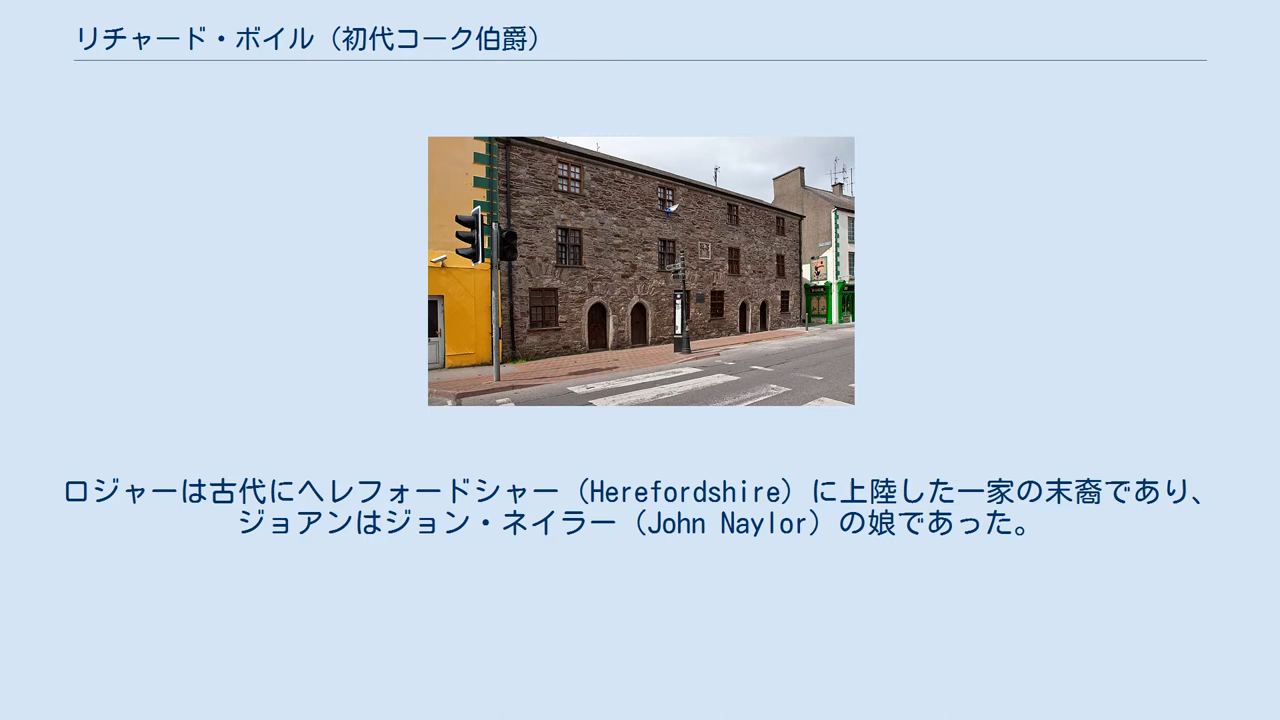 リチャード・ボイル（初代コーク伯爵）
ロジャーは古代にヘレフォードシャー（Herefordshire）に上陸した一家の末裔であり、
ジョアンはジョン・ネイラー（John Naylor）の娘であった。